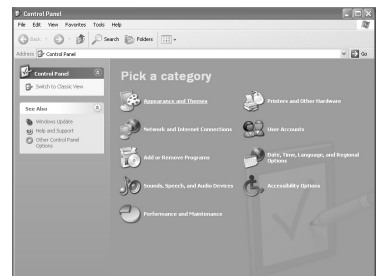 Control Panel
File Edit View Favorites Tools Help
Back Search Folders
Address Control Panel Go
Control Panel
Switch to Classic View
See Also
Windows Update
Help and Support
Other Control Panel
Options
Pick a category
Appearance and Themes
Printers and Other Hardware
Network and Internet Connections
User Accounts
Add or Remove Programs
Date, Time, Language, and Regional
Options
Sounds, Speech, and Audio Devices
Accessibility Options
Performance and Maintenance